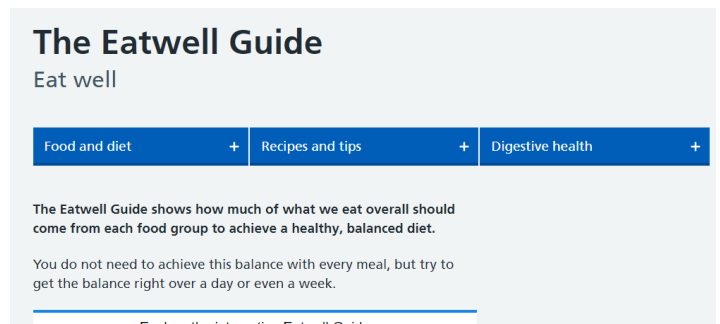 The Eatwell Guide
Eat well
Food and diet +
Recipes and tips +
Digestive health +
The Eatwell Guide shows how much of what we eat overall should
come from each food group to achieve a healthy, balanced diet.
You do not need to achieve this balance with every meal, but try to
get the balance right over a day or even a week.